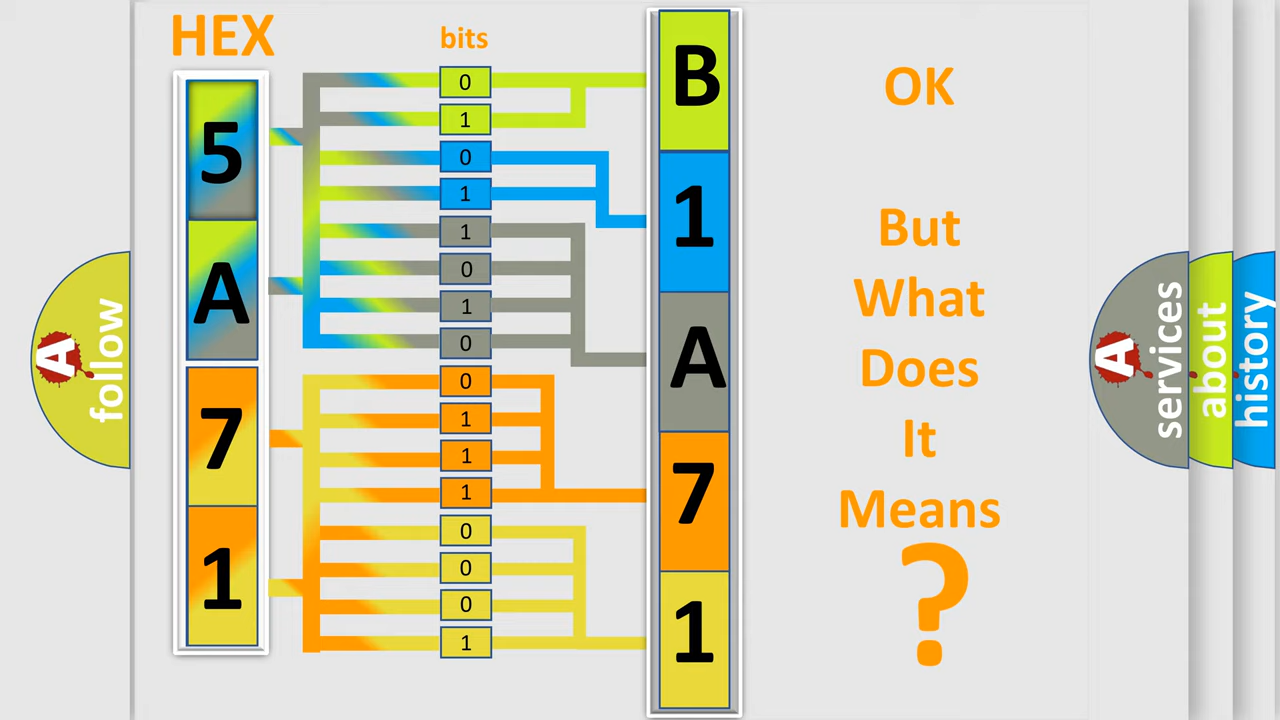 HEX
bits
5
A
7
1
0
1
0
1
1
0
1
0
0
1
1
1
0
0
0
1
B
1
A
7
1
OK
But
What
Does
It
Means
?
A
follow
A
services
about
history